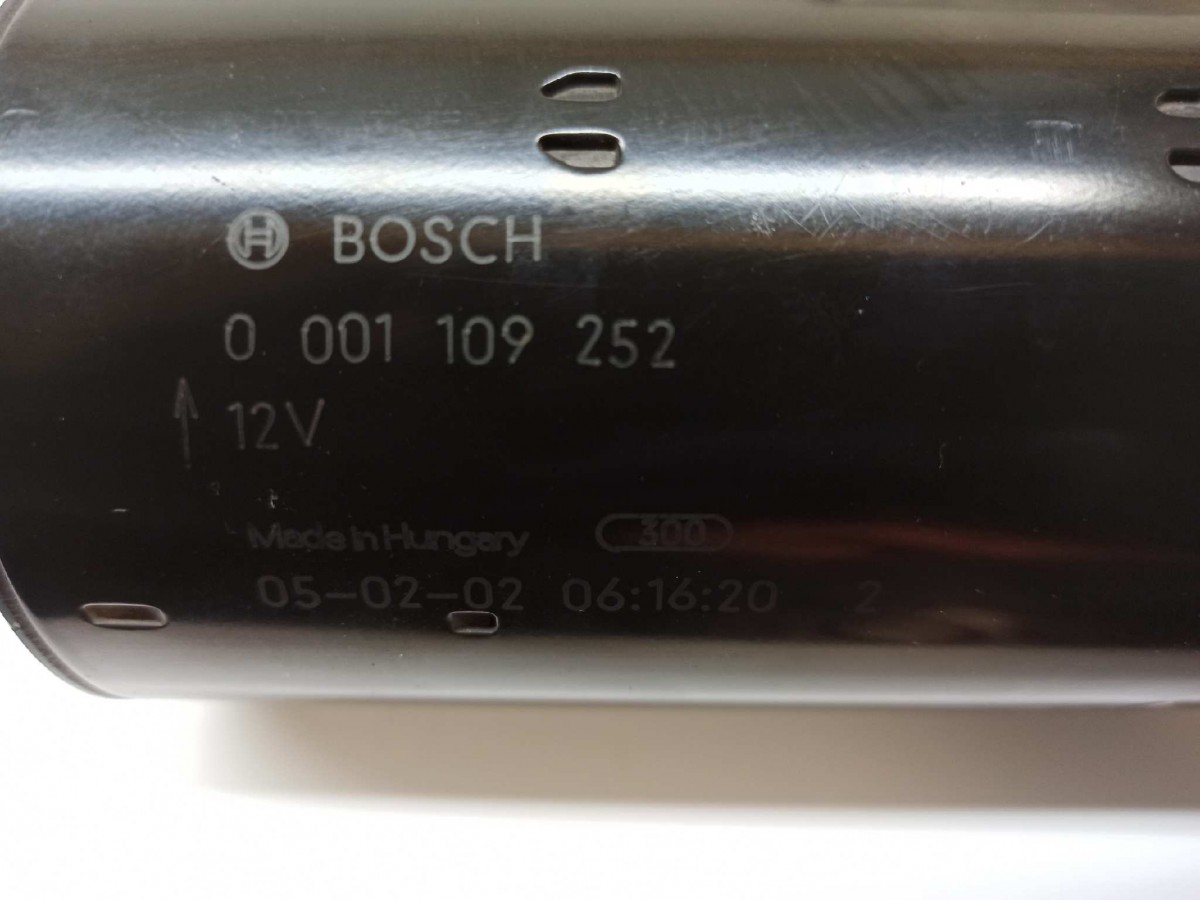 BOSCH
0 001 109 252
12V
Made in Hungary 300
05-02-02 06:16:20 2